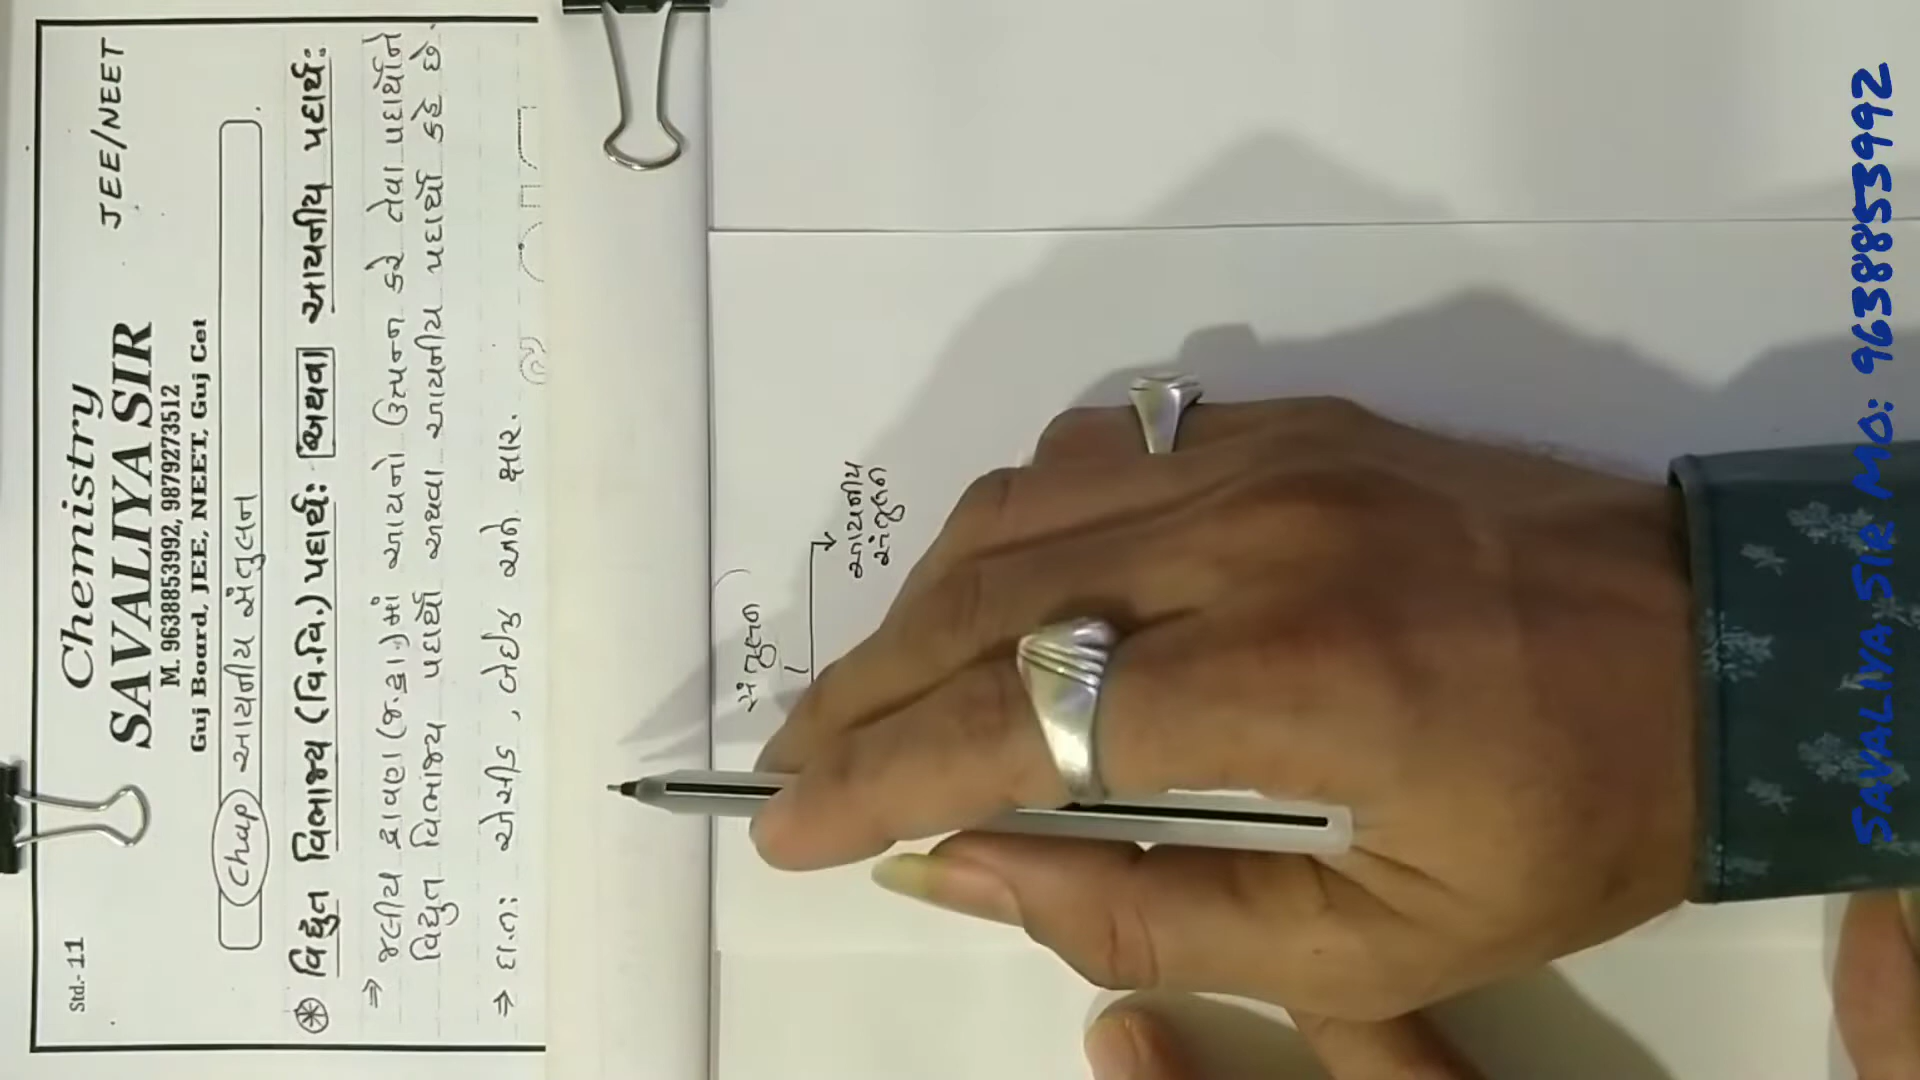 Std.- 11
Chemistry
JEE/NEET
SAVALIYA SIR
M. 9638853992, 9879273512
Guj Board, JEE, NEET, Guj Cet
Chap આયનીય સંતુલન
વિદ્યુત વિભાજ્ય (વિ.વિ.) પદાર્થ: અથવા આયનીય પદાર્થ:
⇒ જલીય દ્રાવણ (જ.દ્રા.)માં આયનો ઉત્પન્ન કરે તેવા પદાર્થોને
વિદ્યુત વિભાજ્ય પદાર્થો અથવા આયનીય પદાર્થો કહે છે.
⇒ દા.ત: એસીડ, બેઇઝ અને ક્ષાર.
સંતુલન
આયનીય
સંતુલન
SAVALIYA SIR MO: 9638853992